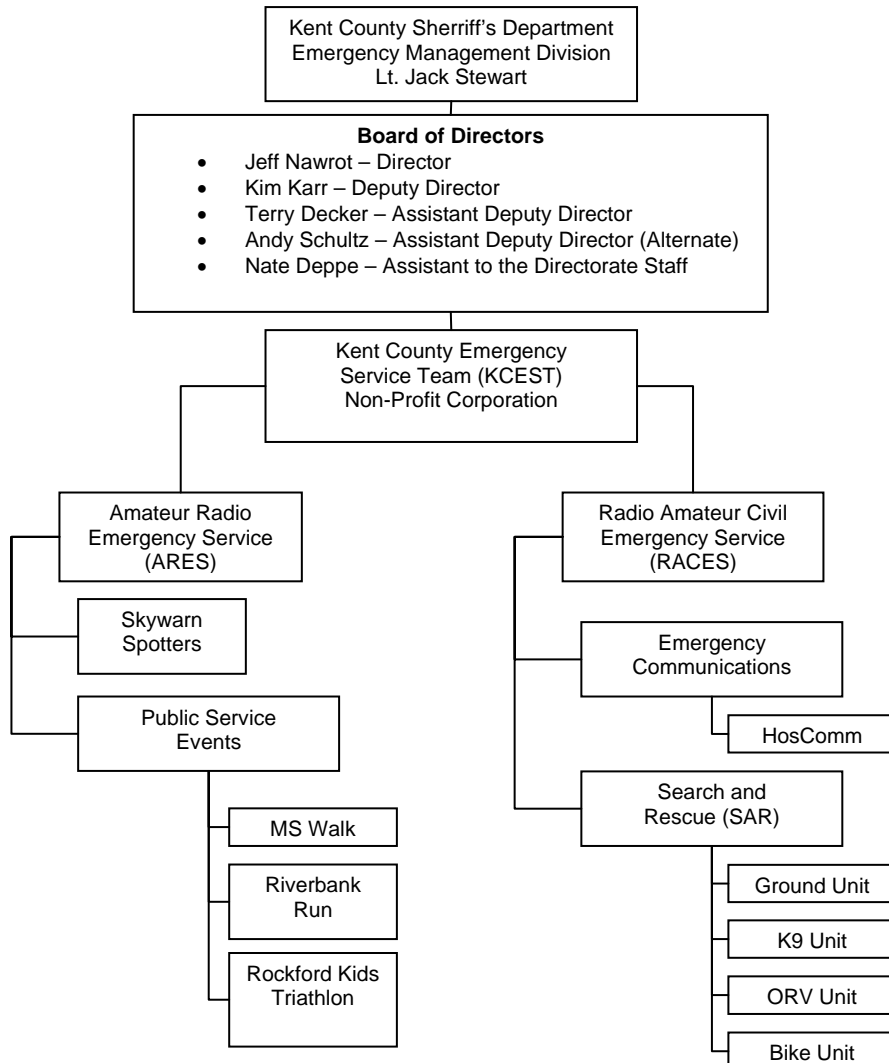 Kent County Sherriff's Department
Emergency Management Division
Lt. Jack Stewart
Board of Directors
• Jeff Nawrot – Director
• Kim Karr – Deputy Director
• Terry Decker – Assistant Deputy Director
• Andy Schultz – Assistant Deputy Director (Alternate)
• Nate Deppe – Assistant to the Directorate Staff
Kent County Emergency
Service Team (KCEST)
Non-Profit Corporation
Amateur Radio
Emergency Service
(ARES)
Skywarn
Spotters
Public Service
Events
MS Walk
Riverbank
Run
Rockford Kids
Triathlon
Radio Amateur Civil
Emergency Service
(RACES)
Emergency
Communications
HosComm
Search and
Rescue (SAR)
Ground Unit
K9 Unit
ORV Unit
Bike Unit